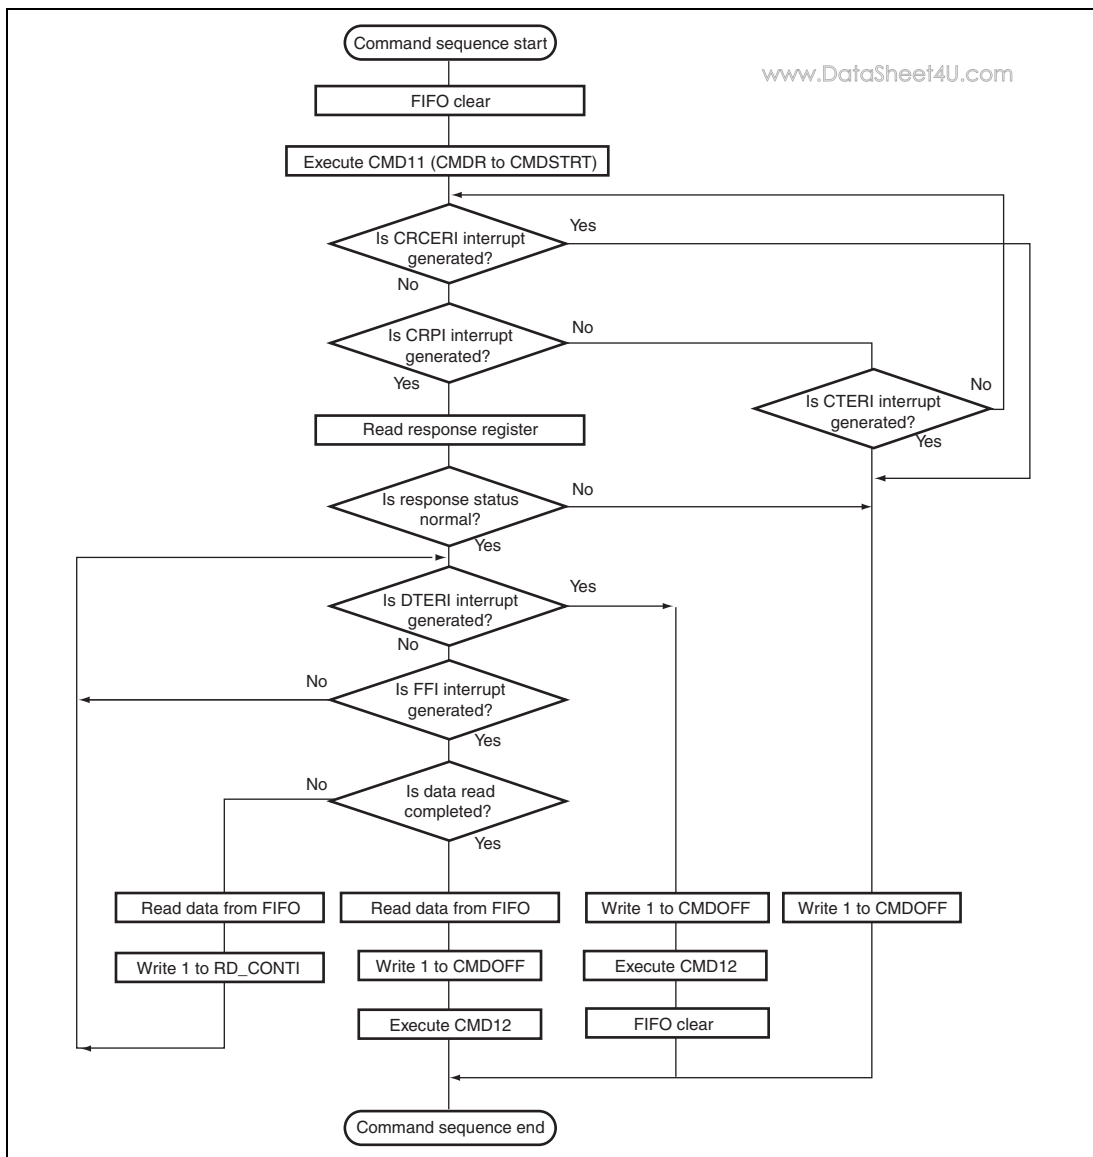 Command sequence start
www.DataSheet4U.com
FIFO clear
Execute CMD11 (CMDR to CMDSTRT)
Is CRCERI interrupt
generated?
Yes
No
Is CRPI interrupt
generated?
No
Yes
Is CTERI interrupt
generated?
No
Yes
Read response register
Is response status
normal?
No
Yes
Is DTERI interrupt
generated?
Yes
No
Is FFI interrupt
generated?
No
Yes
Is data read
completed?
No
Yes
Read data from FIFO
Read data from FIFO
Write 1 to CMDOFF
Write 1 to CMDOFF
Write 1 to RD_CONTI
Write 1 to CMDOFF
Execute CMD12
Execute CMD12
FIFO clear
Command sequence end